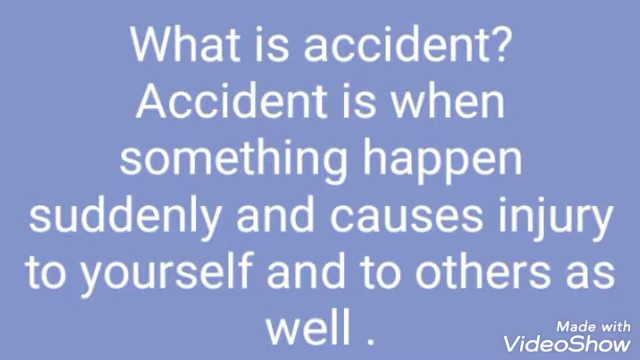 What is accident?
Accident is when
something happen
suddenly and causes injury
to yourself and to others as
well .
Made with
VideoShow